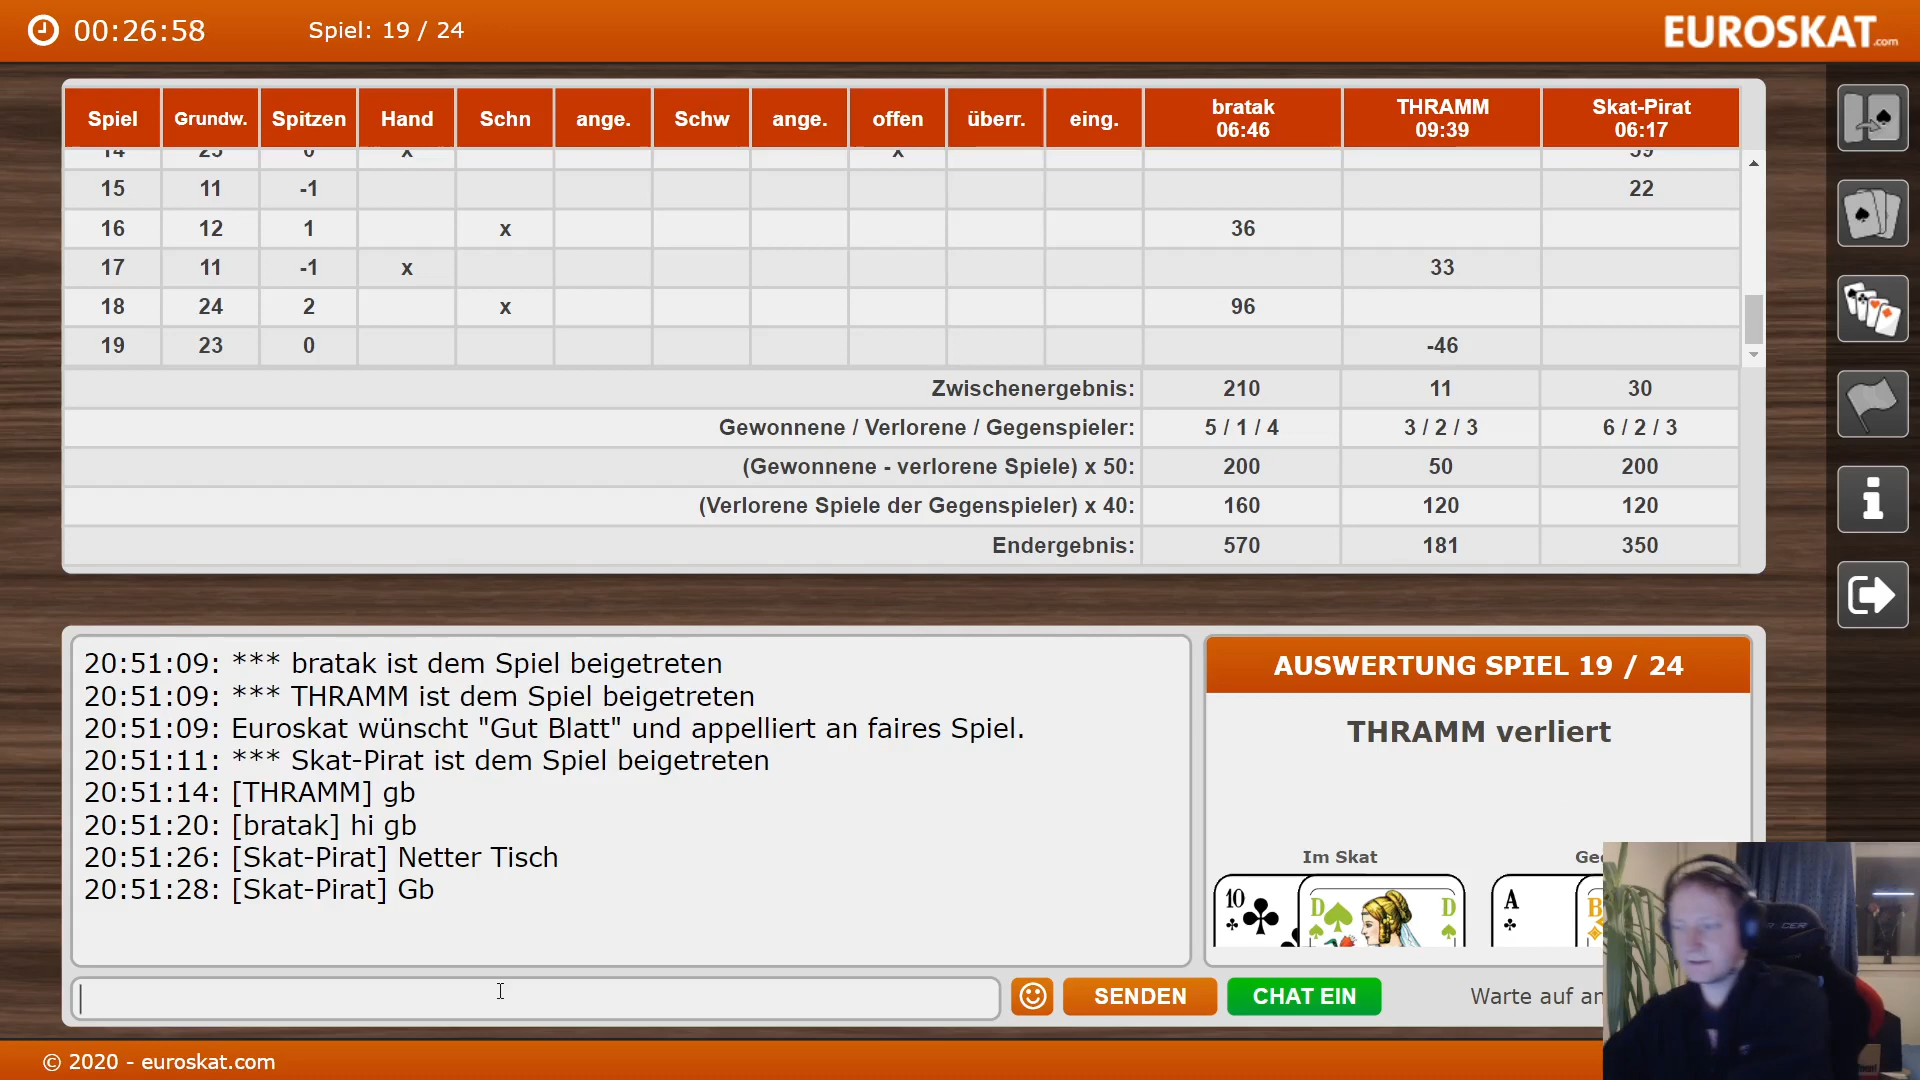 00:26:58 Spiel: 19 / 24 EUROSKAT.com
Spiel Grundw. Spitzen Hand Schn ange. Schw ange. offen überr. eing. bratak 06:46 THRAMM 09:39 Skat-Pirat 06:17
14 23 0 x x 59
15 11 -1 22
16 12 1 x 36
17 11 -1 x 33
18 24 2 x 96
19 23 0 -46
Zwischenergebnis: 210 11 30
Gewonnene / Verlorene / Gegenspieler: 5 / 1 / 4 3 / 2 / 3 6 / 2 / 3
(Gewonnene - verlorene Spiele) x 50: 200 50 200
(Verlorene Spiele der Gegenspieler) x 40: 160 120 120
Endergebnis: 570 181 350
20:51:09: *** bratak ist dem Spiel beigetreten
20:51:09: *** THRAMM ist dem Spiel beigetreten
20:51:09: Euroskat wünscht "Gut Blatt" und appelliert an faires Spiel.
20:51:11: *** Skat-Pirat ist dem Spiel beigetreten
20:51:14: [THRAMM] gb
20:51:20: [bratak] hi gb
20:51:26: [Skat-Pirat] Netter Tisch
20:51:28: [Skat-Pirat] Gb
AUSWERTUNG SPIEL 19 / 24
THRAMM verliert
Im Skat
10 D D A B
SENDEN CHAT EIN Warte auf
© 2020 - euroskat.com